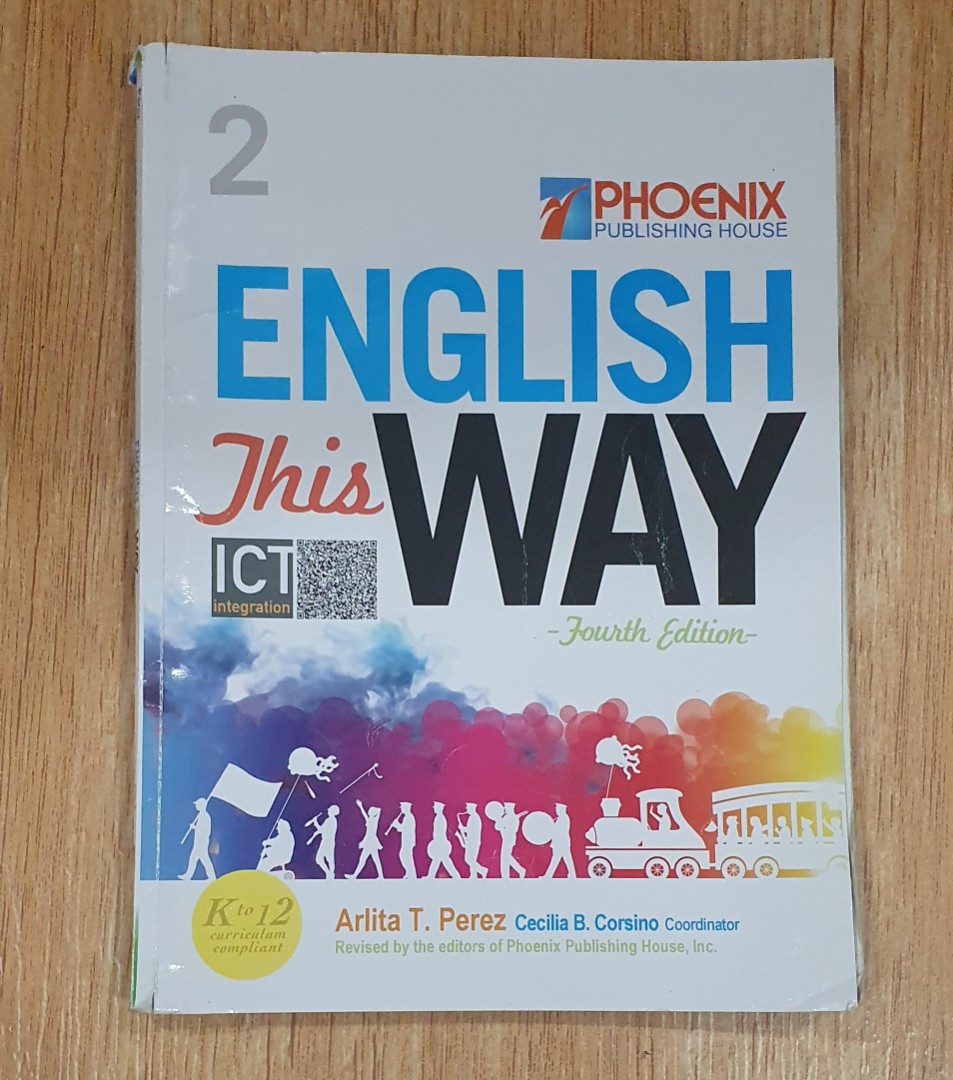 2
PHOENIX
PUBLISHING HOUSE
ENGLISH
This WAY
ICT
integration
-Fourth Edition-
K to 12
curriculum
compliant
Arlita T. Perez Cecilia B. Corsino Coordinator
Revised by the editors of Phoenix Publishing House, Inc.